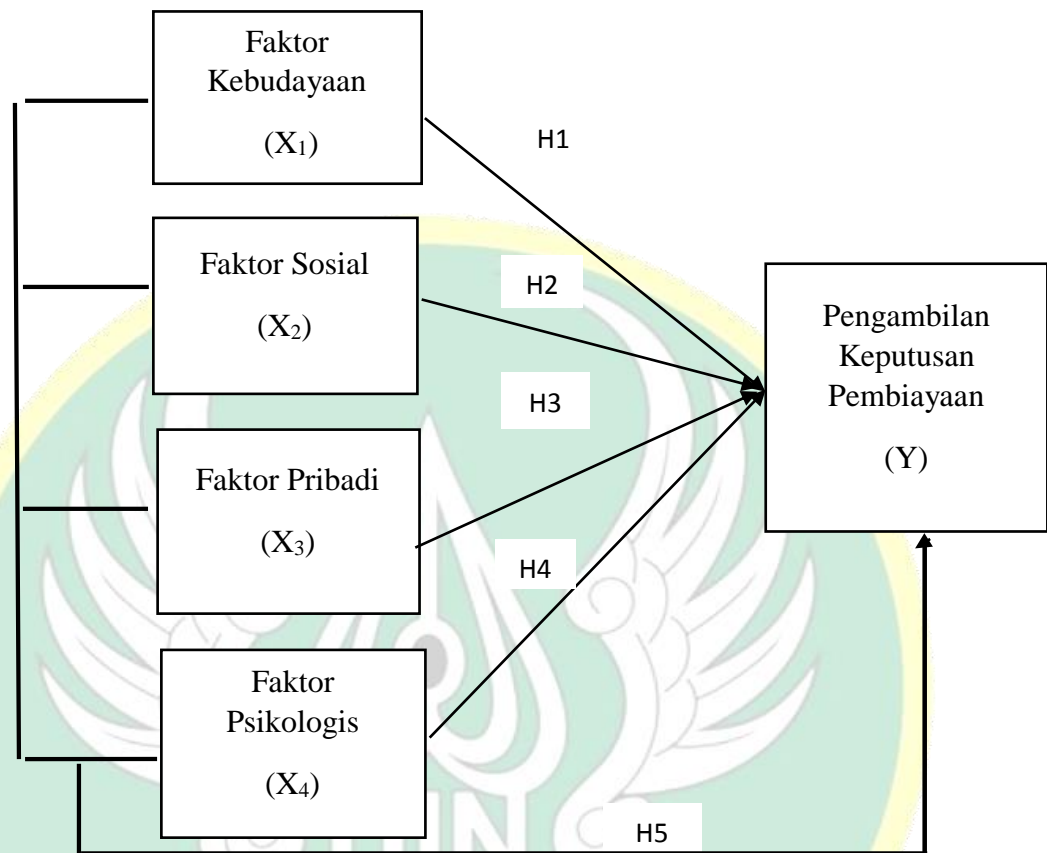 Faktor
Kebudayaan
(X₁)
H1
Faktor Sosial
(X₂)
H2
Pengambilan
Keputusan
Pembiayaan
(Y)
H3
Faktor Pribadi
(X₃)
H4
Faktor
Psikologis
(X₄)
H5